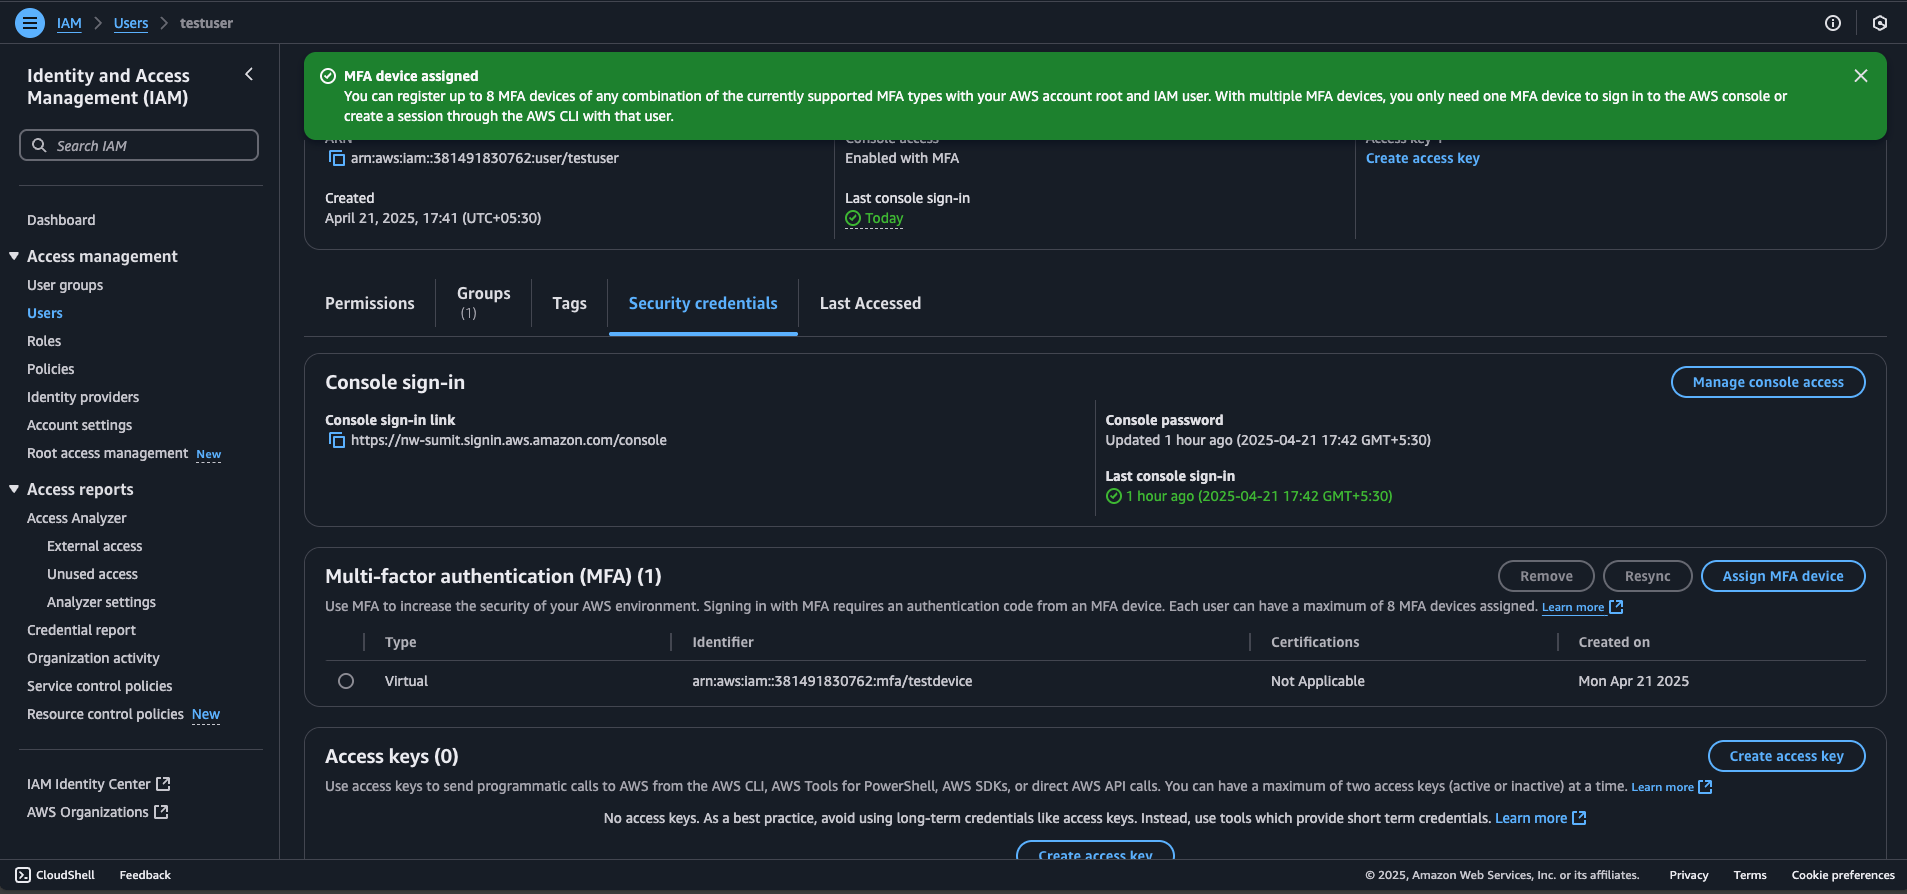 IAM > Users > testuser
Identity and Access
Management (IAM)
Search IAM
Dashboard
Access management
User groups
Users
Roles
Policies
Identity providers
Account settings
Root access management New
Access reports
Access Analyzer
External access
Unused access
Analyzer settings
Credential report
Organization activity
Service control policies
Resource control policies New
IAM Identity Center
AWS Organizations
MFA device assigned
You can register up to 8 MFA devices of any combination of the currently supported MFA types with your AWS account root and IAM user. With multiple MFA devices, you only need one MFA device to sign in to the AWS console or
create a session through the AWS CLI with that user.
ARN
arn:aws:iam::381491830762:user/testuser
Created
April 21, 2025, 17:41 (UTC+05:30)
Console access
Enabled with MFA
Last console sign-in
Today
Access key 1
Create access key
Permissions
Groups
(1)
Tags
Security credentials
Last Accessed
Console sign-in
Manage console access
Console sign-in link
https://nw-sumit.signin.aws.amazon.com/console
Console password
Updated 1 hour ago (2025-04-21 17:42 GMT+5:30)
Last console sign-in
1 hour ago (2025-04-21 17:42 GMT+5:30)
Multi-factor authentication (MFA) (1)
Remove
Resync
Assign MFA device
Use MFA to increase the security of your AWS environment. Signing in with MFA requires an authentication code from an MFA device. Each user can have a maximum of 8 MFA devices assigned. Learn more
Type Identifier Certifications Created on
Virtual arn:aws:iam::381491830762:mfa/testdevice Not Applicable Mon Apr 21 2025
Access keys (0)
Create access key
Use access keys to send programmatic calls to AWS from the AWS CLI, AWS Tools for PowerShell, AWS SDKs, or direct AWS API calls. You can have a maximum of two access keys (active or inactive) at a time. Learn more
No access keys. As a best practice, avoid using long-term credentials like access keys. Instead, use tools which provide short term credentials. Learn more
Create access key
CloudShell Feedback © 2025, Amazon Web Services, Inc. or its affiliates. Privacy Terms Cookie preferences